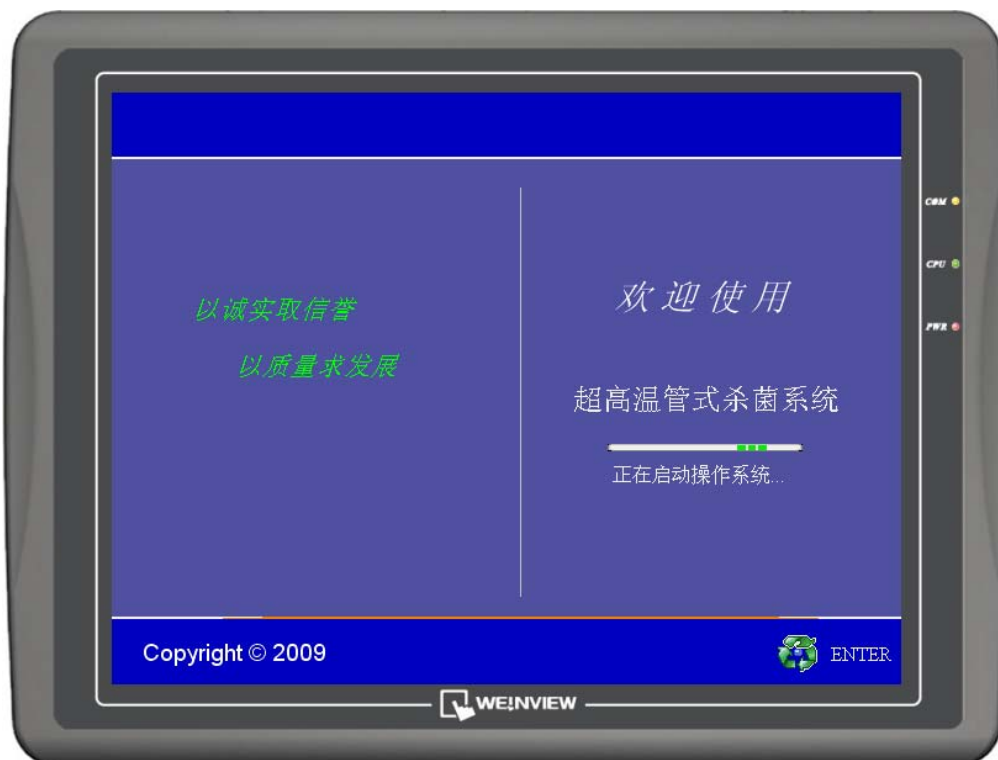 COM
CPU
PWR
以诚实取信誉
以质量求发展
欢迎使用
超高温管式杀菌系统
正在启动操作系统...
Copyright © 2009
ENTER
WE!NVIEW